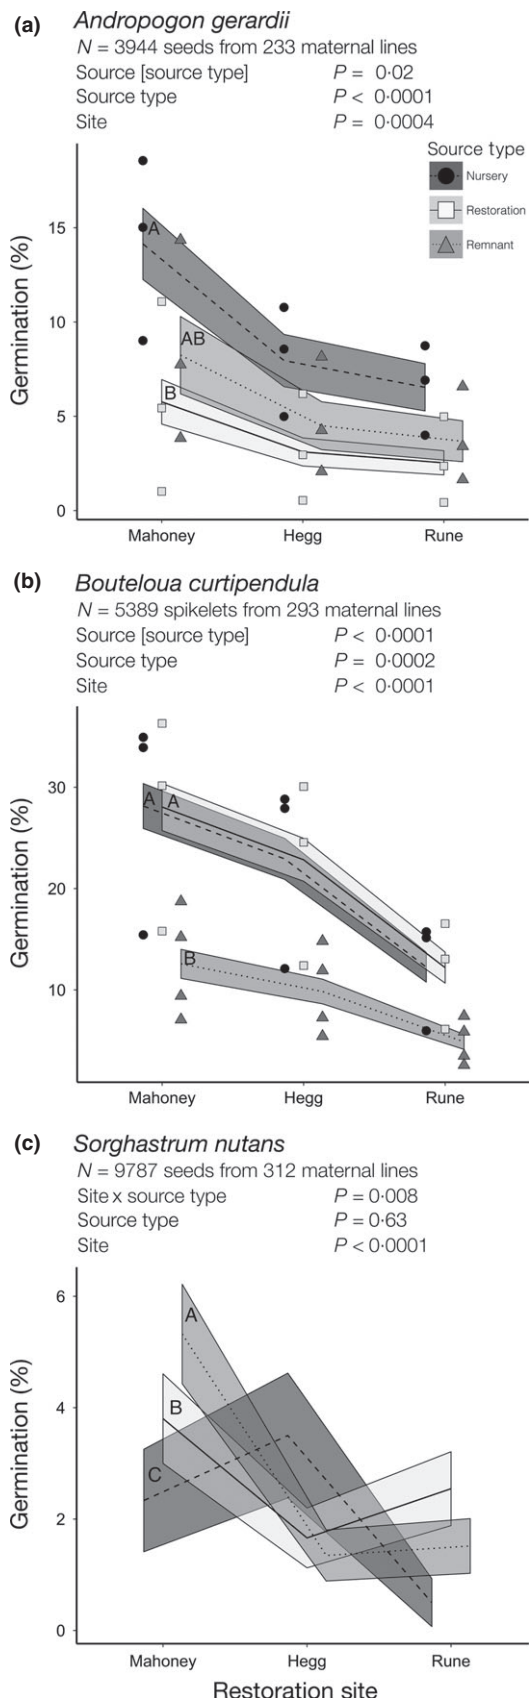 (a) Andropogon gerardii
N = 3944 seeds from 233 maternal lines
Source [source type] P = 0·02
Source type P < 0·0001
Site P = 0·0004
Source type
Nursery
Restoration
Remnant
Germination (%)
15
10
5
0
A
AB
B
Mahoney Hegg Rune
(b) Bouteloua curtipendula
N = 5389 spikelets from 293 maternal lines
Source [source type] P < 0·0001
Source type P = 0·0002
Site P < 0·0001
Germination (%)
30
20
10
A A
B
Mahoney Hegg Rune
(c) Sorghastrum nutans
N = 9787 seeds from 312 maternal lines
Site x source type P = 0·008
Source type P = 0·63
Site P < 0·0001
Germination (%)
6
4
2
0
A
B
C
Mahoney Hegg Rune
Restoration site